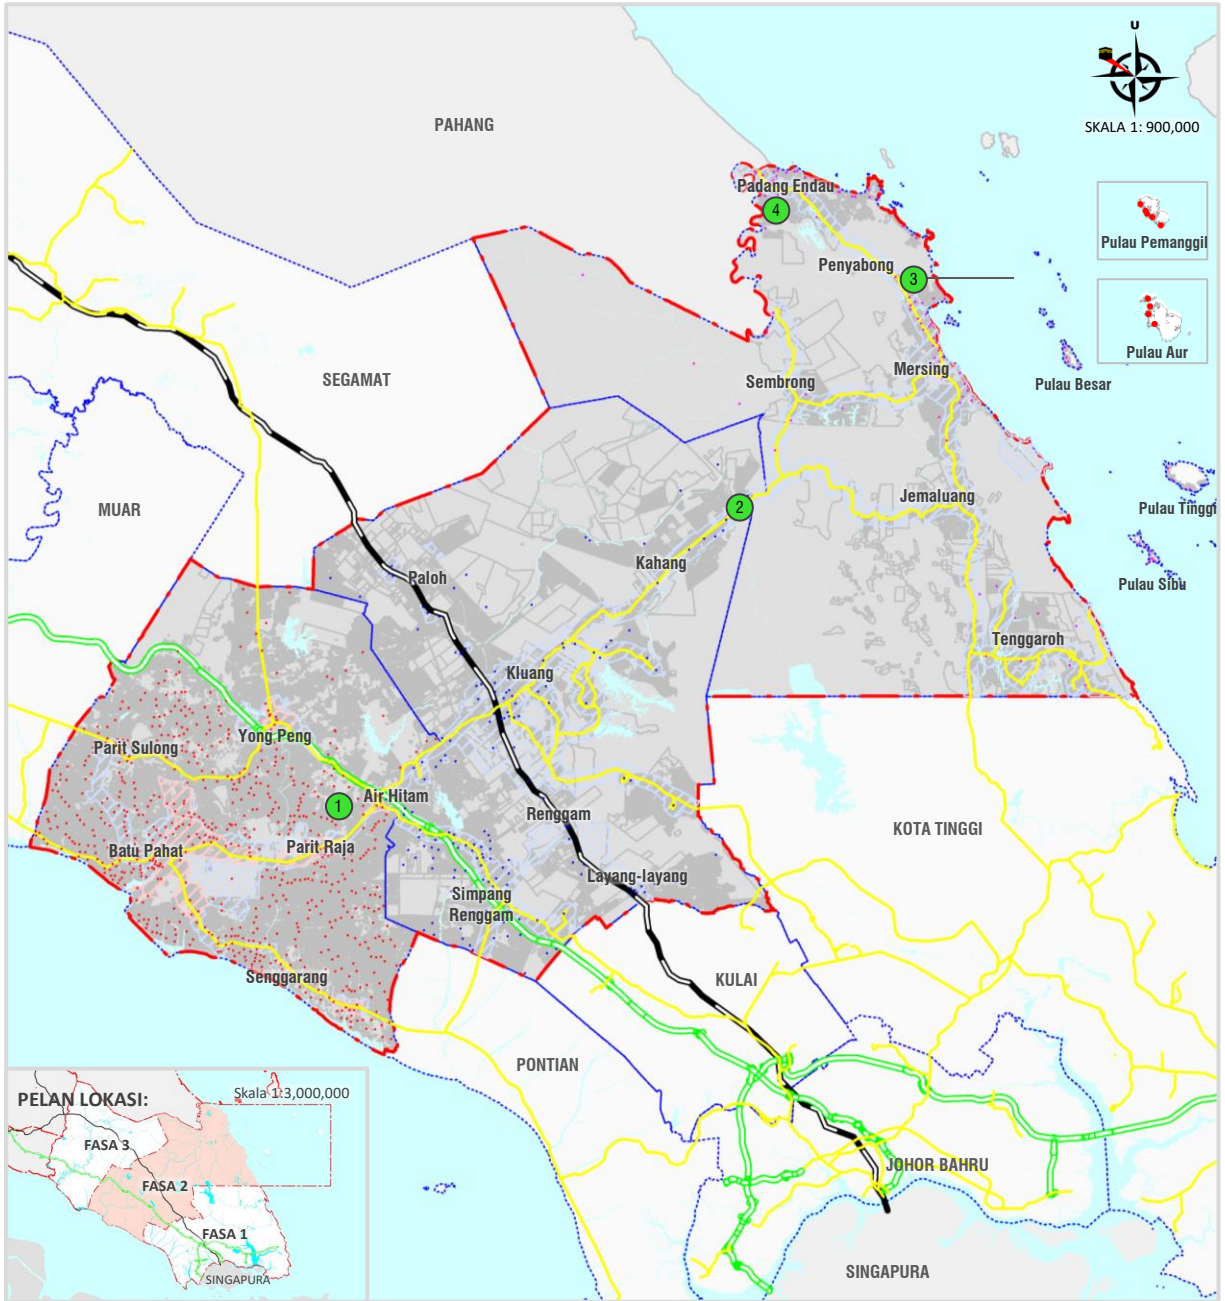 U
SKALA 1: 900,000
PAHANG
Padang Endau
4
Pulau Pemanggil
Penyabong
3
Pulau Aur
SEGAMAT
Sembrong
Mersing
Pulau Besar
MUAR
2
Jemaluang
Pulau Tinggi
Kahang
Paloh
Pulau Sibu
Tenggaroh
Kluang
Yong Peng
Parit Sulong
1
Air Hitam
Renggam
KOTA TINGGI
Batu Pahat
Parit Raja
Layang-layang
Simpang
Renggam
Senggarang
KULAI
PONTIAN
JOHOR BAHRU
SINGAPURA
PELAN LOKASI:
Skala 1:3,000,000
FASA 3
FASA 2
FASA 1
SINGAPURA